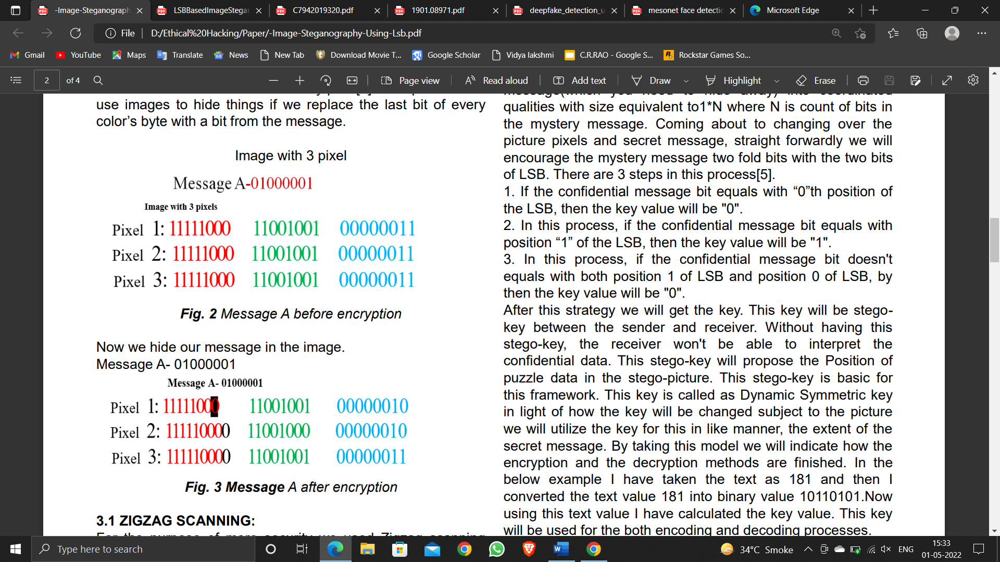 -Image-Steganograph
LSBBasedImageStegar
C7942019320.pdf
1901.08971.pdf
deepfake_detection_u
mesonet face detectic
Microsoft Edge
File
D:/Ethical%20Hacking/Paper/-Image-Steganography-Using-Lsb.pdf
Gmail
YouTube
Maps
Translate
News
New Tab
Download Movie T...
Google Scholar
Vidya lakshmi
C.R.RAO - Google S...
Rockstar Games So...
2 of 4
Page view
Read aloud
Add text
Draw
Highlight
Erase
use images to hide things if we replace the last bit of every
color's byte with a bit from the message.
Image with 3 pixel
Message A-01000001
Image with 3 pixels
Pixel 1: 11111000 11001001 00000011
Pixel 2: 11111000 11001001 00000011
Pixel 3: 11111000 11001001 00000011
Fig. 2 Message A before encryption
Now we hide our message in the image.
Message A- 01000001
Message A- 01000001
Pixel 1: 11111000 11001001 00000010
Pixel 2: 111110000 11001000 00000010
Pixel 3: 111110000 11001001 00000011
Fig. 3 Message A after encryption
3.1 ZIGZAG SCANNING:
For the purpose of more security we used Zigzag scanning
message(which you need to hide away) into coordinated
qualities with size equivalent to1*N where N is count of bits in
the mystery message. Coming about to changing over the
picture pixels and secret message, straight forwardly we will
encourage the mystery message two fold bits with the two bits
of LSB. There are 3 steps in this process[5].
1. If the confidential message bit equals with “0”th position of
the LSB, then the key value will be "0".
2. In this process, if the confidential message bit equals with
position “1” of the LSB, then the key value will be "1".
3. In this process, if the confidential message bit doesn't
equals with both position 1 of LSB and position 0 of LSB, by
then the key value will be "0".
After this strategy we will get the key. This key will be stego-
key between the sender and receiver. Without having this
stego-key, the receiver won't be able to interpret the
confidential data. This stego-key will propose the Position of
puzzle data in the stego-picture. This stego-key is basic for
this framework. This key is called as Dynamic Symmetric key
in light of how the key will be changed subject to the picture
we will utilize the key for this in like manner, the extent of the
secret message. By taking this model we will indicate how the
encryption and the decryption methods are finished. In the
below example I have taken the text as 181 and then I
converted the text value 181 into binary value 10110101.Now
using this text value I have calculated the key value. This key
will be used for the both encoding and decoding processes.
Type here to search
34°C Smoke
ENG
15:33
01-05-2022